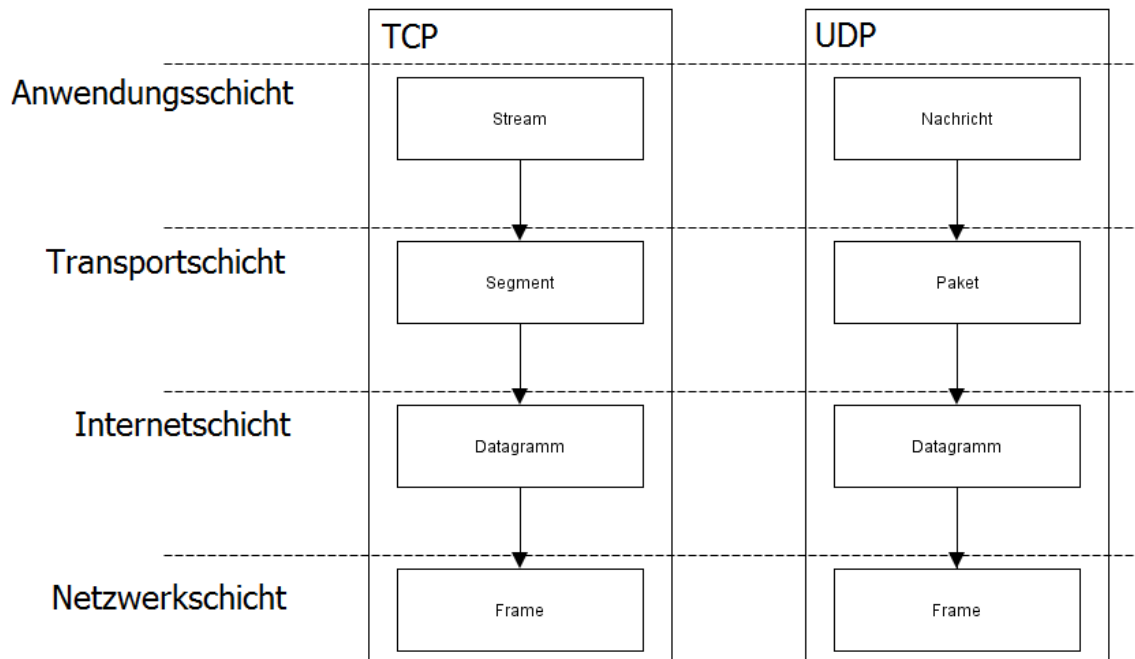 TCP
UDP
Anwendungsschicht
Stream
Nachricht
Transportschicht
Segment
Paket
Internetschicht
Datagramm
Datagramm
Netzwerkschicht
Frame
Frame